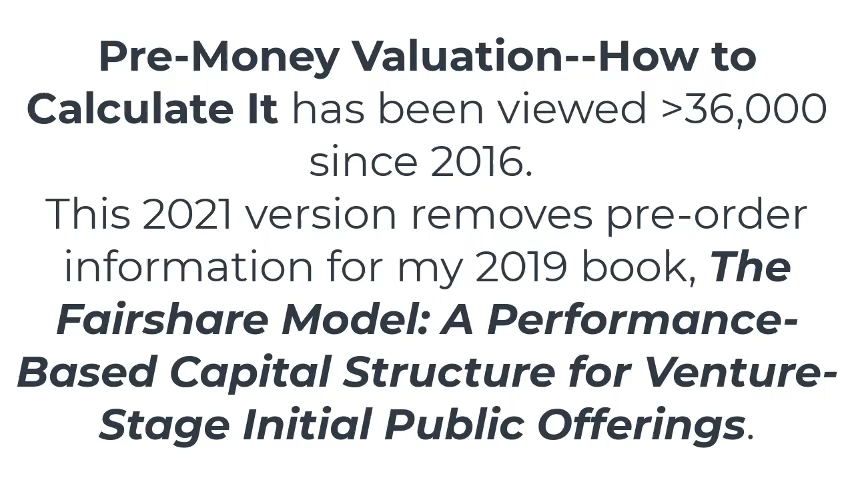 Pre-Money Valuation--How to
Calculate It has been viewed >36,000
since 2016.
This 2021 version removes pre-order
information for my 2019 book, The
Fairshare Model: A Performance-
Based Capital Structure for Venture-
Stage Initial Public Offerings.